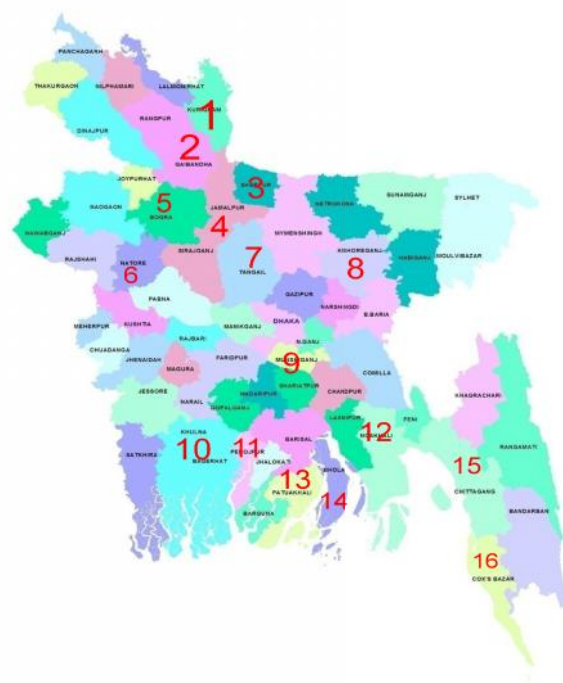 PANCHAGARH
THAKURGAON
NILPHAMARI
LALMONIRHAT
KURIGRAM
1
RANGPUR
DINAJPUR
2
GAIBANDHA
JOYPURHAT
3
SHERPUR
SUNAMGANJ
SYLHET
NETRUKONA
5
NAOGAON
BOGRA
JAMALPUR
4
NAWABGANJ
MYMENSHINGH
RAJSHAHI
NATORE
6
SIRAJGANJ
7
TANGAIL
KISHOREGANJ
8
HABIGANJ
MOULVIBAZAR
PABNA
GAZIPUR
NARSHINGDI
B.BARIA
MEHERPUR
KUSHTIA
MANIKGANJ
DHAKA
RAJBARI
N.GANJ
CHUADANGA
JHENAIDAH
MAGURA
FARIDPUR
9
MUNSHIGANJ
COMILLA
JESSORE
NARAIL
MADARIPUR
SHARIATPUR
CHANDPUR
KHAGRACHARI
GOPALGANJ
LAXMIPUR
FENI
12
NOAKHALI
RANGAMATI
SATKHIRA
KHULNA
10
BAGERHAT
11
PEROJPUR
BARISAL
JHALOKATI
13
BHOLA
14
PATUAKHALI
BARGUNA
15
CHITTAGANG
BANDARBAN
16
COX'S BAZAR